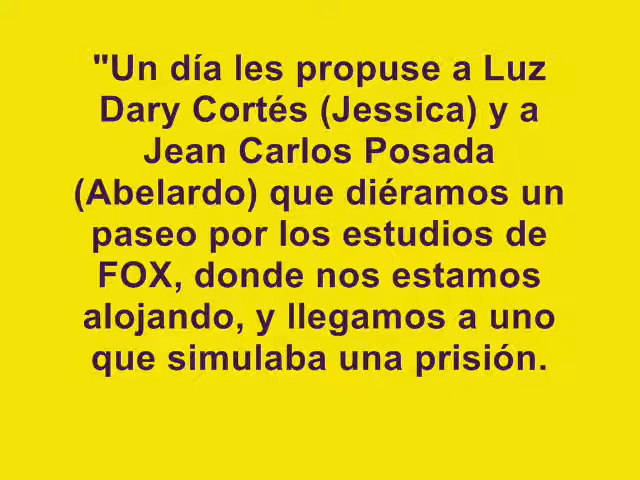 "Un día les propuse a Luz
Dary Cortés (Jessica) y a
Jean Carlos Posada
(Abelardo) que diéramos un
paseo por los estudios de
FOX, donde nos estamos
alojando, y llegamos a uno
que simulaba una prisión.